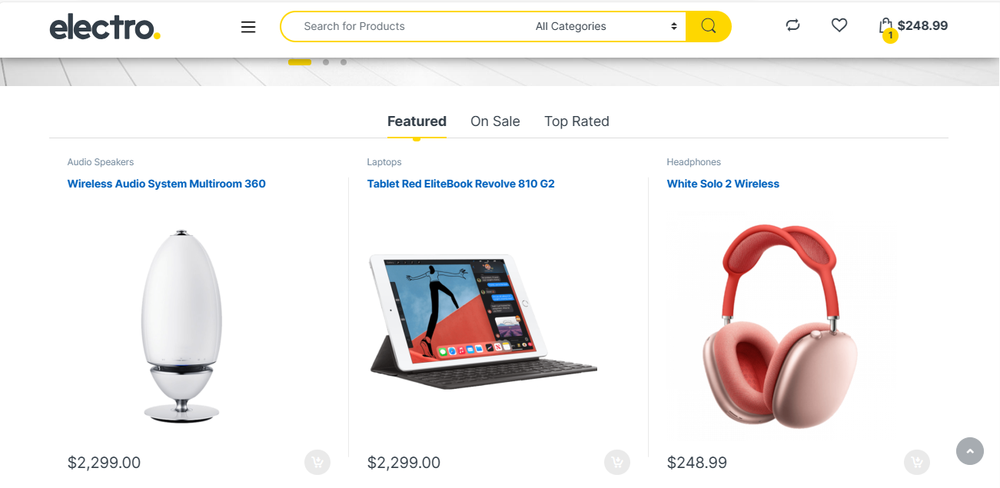 electro.
Search for Products
All Categories
1
$248.99
Featured
On Sale
Top Rated
Audio Speakers
Wireless Audio System Multiroom 360
$2,299.00
Laptops
Tablet Red EliteBook Revolve 810 G2
$2,299.00
Headphones
White Solo 2 Wireless
$248.99